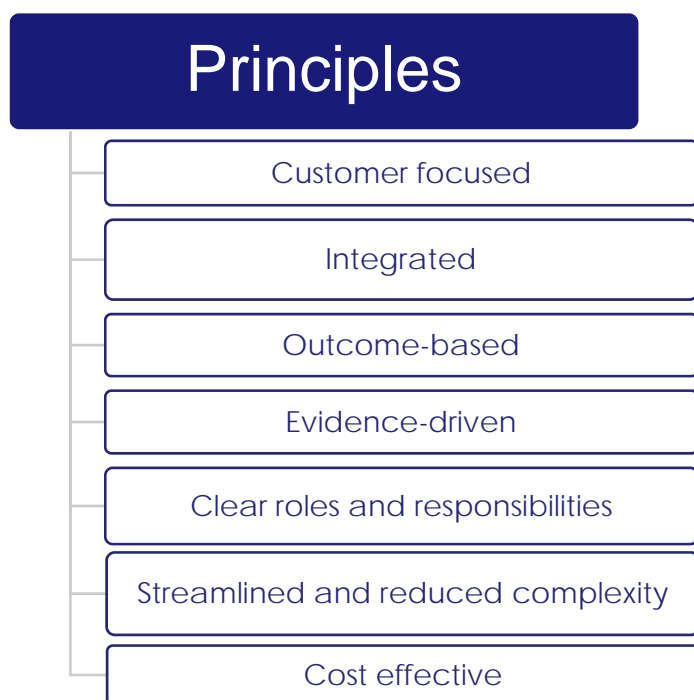 Principles
Customer focused
Integrated
Outcome-based
Evidence-driven
Clear roles and responsibilities
Streamlined and reduced complexity
Cost effective